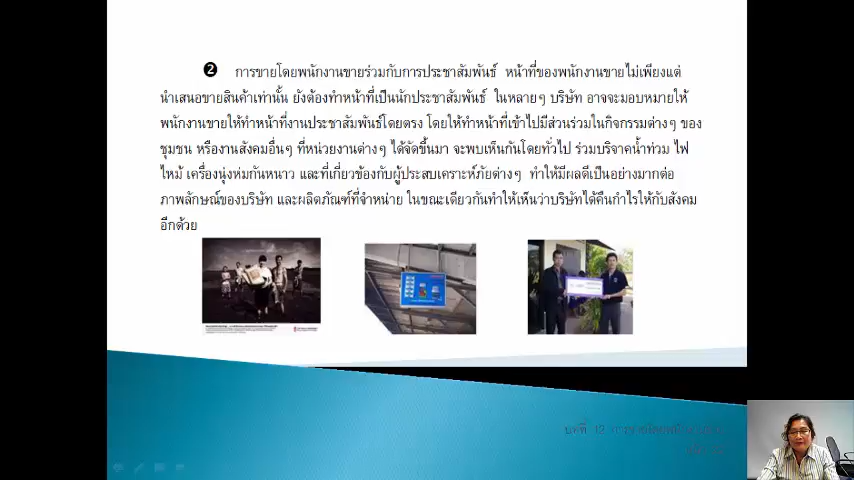 ❷ การขายโดยพนักงานขายร่วมกับการประชาสัมพันธ์ หน้าที่ของพนักงานขายไม่เพียงแต่
นำเสนอขายสินค้าเท่านั้น ยังต้องทำหน้าที่เป็นนักประชาสัมพันธ์ ในหลายๆ บริษัท อาจจะมอบหมายให้
พนักงานขายให้ทำหน้าที่งานประชาสัมพันธ์โดยตรง โดยให้ทำหน้าที่เข้าไปมีส่วนร่วมในกิจกรรมต่างๆ ของ
ชุมชน หรืองานสังคมอื่นๆ ที่หน่วยงานต่างๆ ได้จัดขึ้นมา จะพบเห็นกันโดยทั่วไป ร่วมบริจาคน้ำท่วม ไฟ
ไหม้ เครื่องนุ่งห่มกันหนาว และที่เกี่ยวข้องกับผู้ประสบเคราะห์ภัยต่างๆ ทำให้มีผลดีเป็นอย่างมากต่อ
ภาพลักษณ์ของบริษัท และผลิตภัณฑ์ที่จำหน่าย ในขณะเดียวกันทำให้เห็นว่าบริษัทได้คืนกำไรให้กับสังคม
อีกด้วย
บทที่ 12